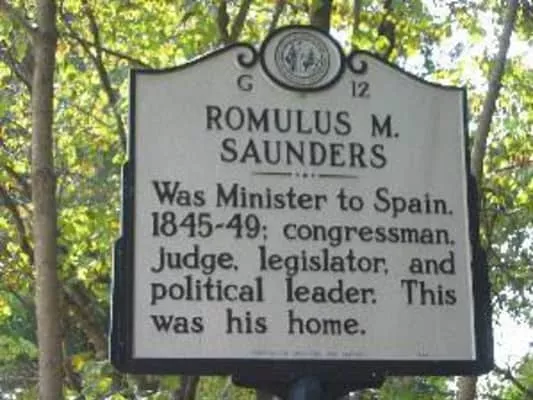 G 12
ROMULUS M.
SAUNDERS
Was Minister to Spain,
1845-49; congressman,
judge, legislator, and
political leader. This
was his home.